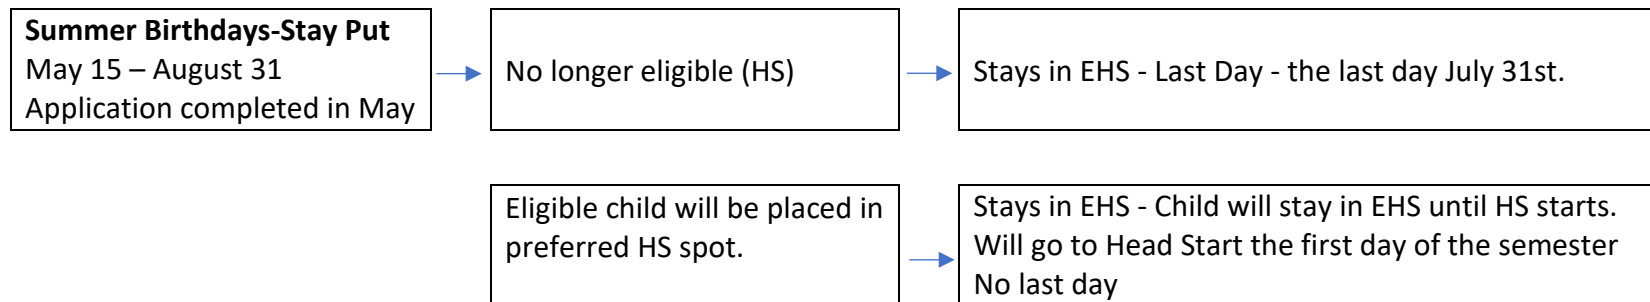 Summer Birthdays-Stay Put
May 15 – August 31
Application completed in May
No longer eligible (HS)
Stays in EHS - Last Day - the last day July 31st.
Eligible child will be placed in
preferred HS spot.
Stays in EHS - Child will stay in EHS until HS starts.
Will go to Head Start the first day of the semester
No last day